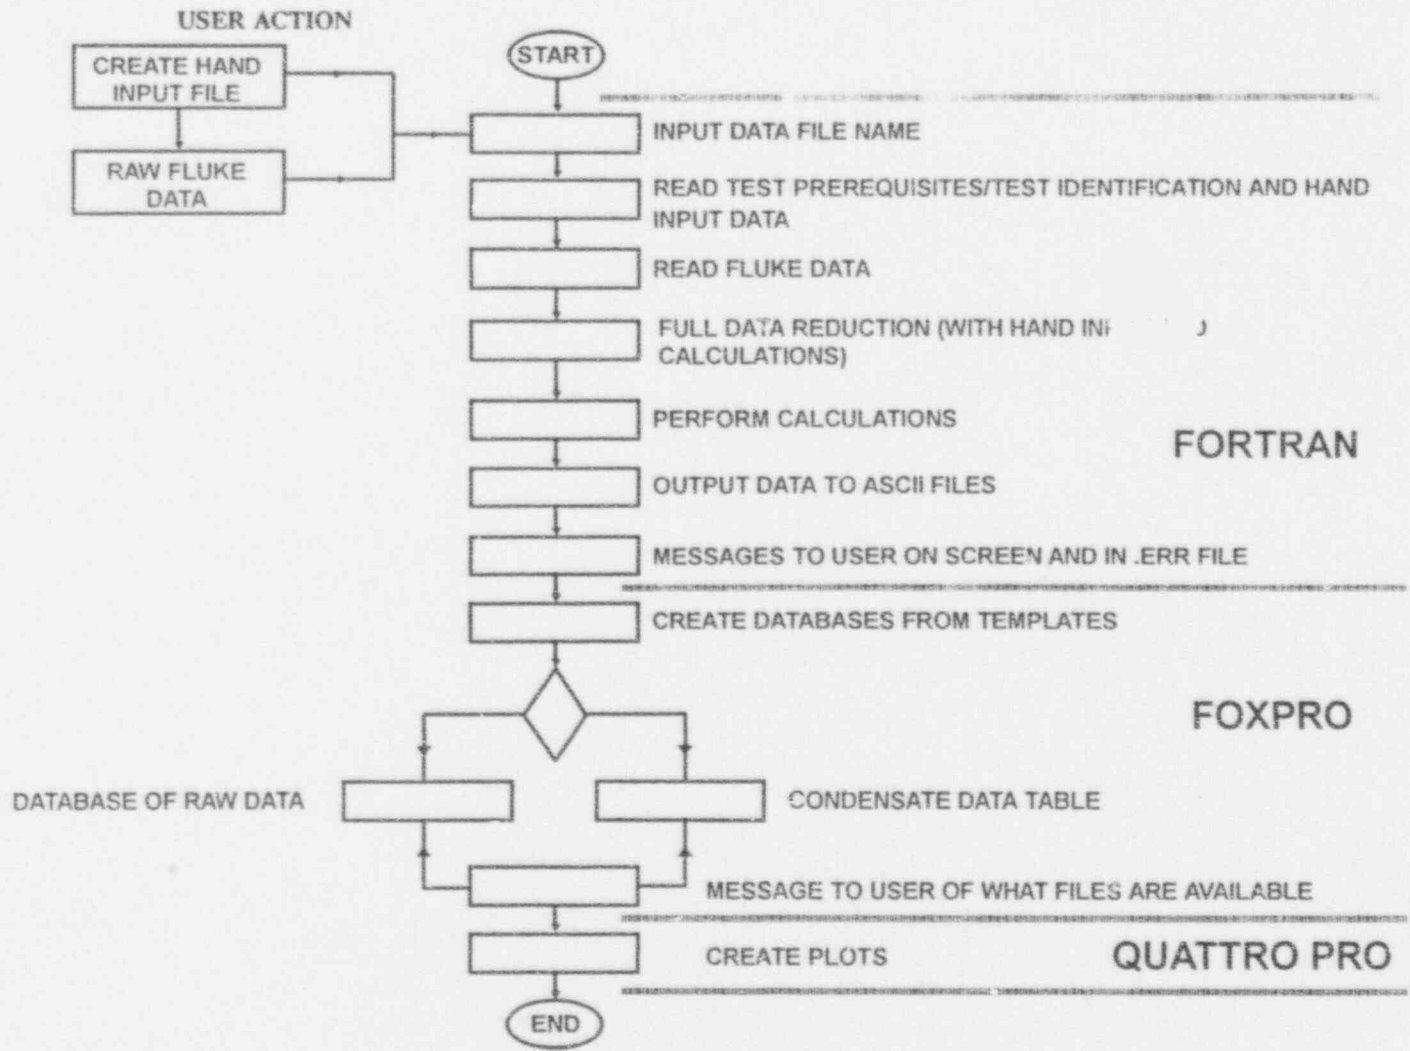 USER ACTION
CREATE HAND
INPUT FILE
RAW FLUKE
DATA
START
INPUT DATA FILE NAME
READ TEST PREREQUISITES/TEST IDENTIFICATION AND HAND
INPUT DATA
READ FLUKE DATA
FULL DATA REDUCTION (WITH HAND
CALCULATIONS)
PERFORM CALCULATIONS
FORTRAN
OUTPUT DATA TO ASCII FILES
MESSAGES TO USER ON SCREEN AND IN .ERR FILE
CREATE DATABASES FROM TEMPLATES
FOXPRO
DATABASE OF RAW DATA
CONDENSATE DATA TABLE
MESSAGE TO USER OF WHAT FILES ARE AVAILABLE
CREATE PLOTS
QUATTRO PRO
END